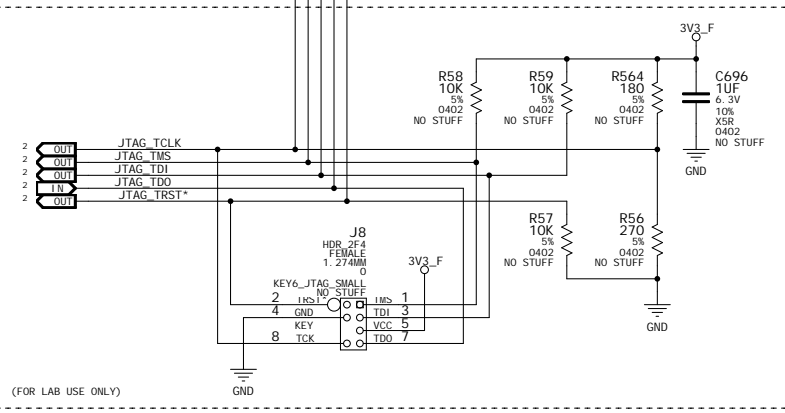 3V3_F
R58
10K
5%
0402
NO STUFF
R59
10K
5%
0402
NO STUFF
R564
180
5%
0402
NO STUFF
C696
1UF
6.3V
10%
X5R
0402
NO STUFF
GND
2 OUT JTAG_TCLK
2 OUT JTAG_TMS
2 OUT JTAG_TDI
2 IN JTAG_TDO
2 OUT JTAG_TRST*
R57
10K
5%
0402
NO STUFF
R56
270
5%
0402
NO STUFF
GND
J8
HDR_2F4
FEMALE
1.274MM
0
KEY6_JTAG_SMALL
NO STUFF
3V3_F
2 TRST* TMS 1
4 GND TDI 3
KEY VCC 5
8 TCK TDO 7
GND
(FOR LAB USE ONLY)